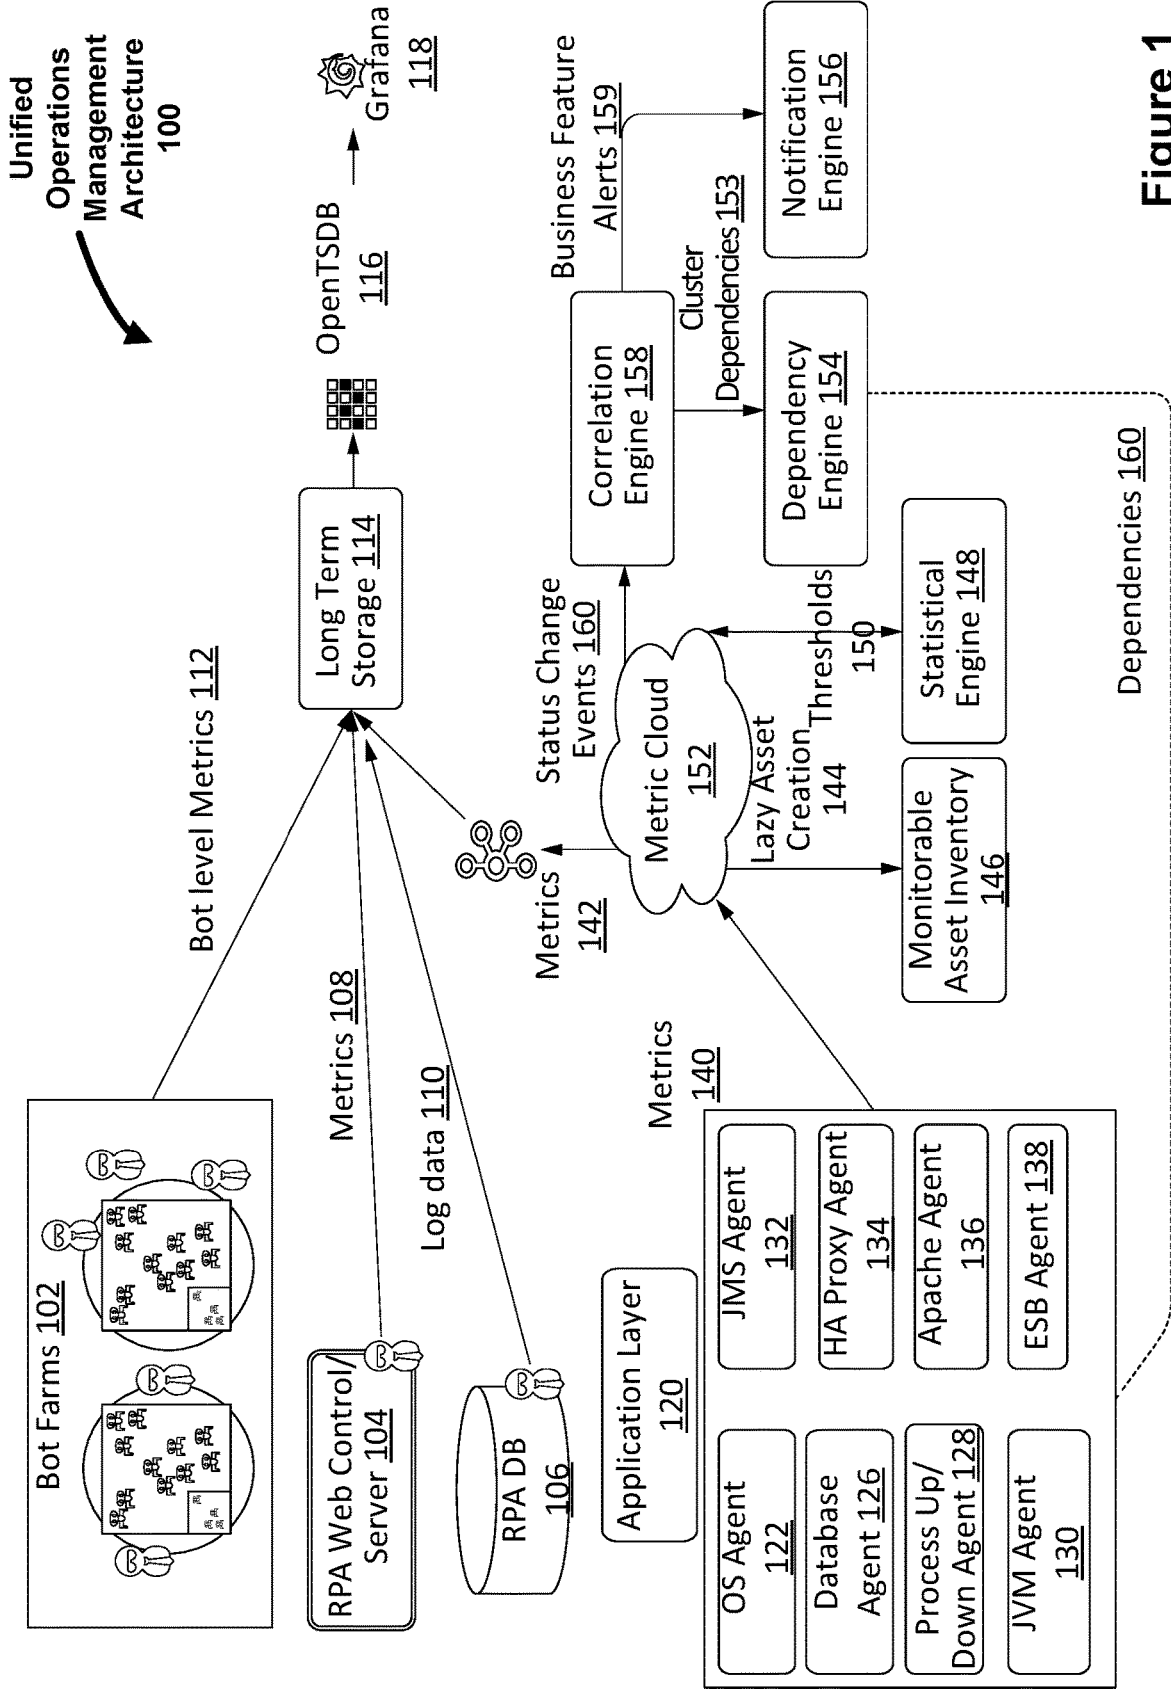 Unified
Operations
Management
Architecture
100
Bot Farms 102
Bot level Metrics 112
RPA Web Control/
Server 104
Metrics 108
RPA DB
106
Log data 110
Long Term
Storage 114
OpenTSDB
116
Grafana
118
Application Layer
120
OS Agent
122
Database
Agent 126
Process Up/
Down Agent 128
JVM Agent
130
JMS Agent
132
HA Proxy Agent
134
Apache Agent
136
ESB Agent 138
Metrics
140
Metrics
142
Metric Cloud
152
Status Change
Events 160
Lazy Asset
Creation
144
Thresholds
150
Monitorable
Asset Inventory
146
Statistical
Engine 148
Correlation
Engine 158
Cluster
Dependencies 153
Dependency
Engine 154
Business Feature
Alerts 159
Notification
Engine 156
Dependencies 160
Figure 1